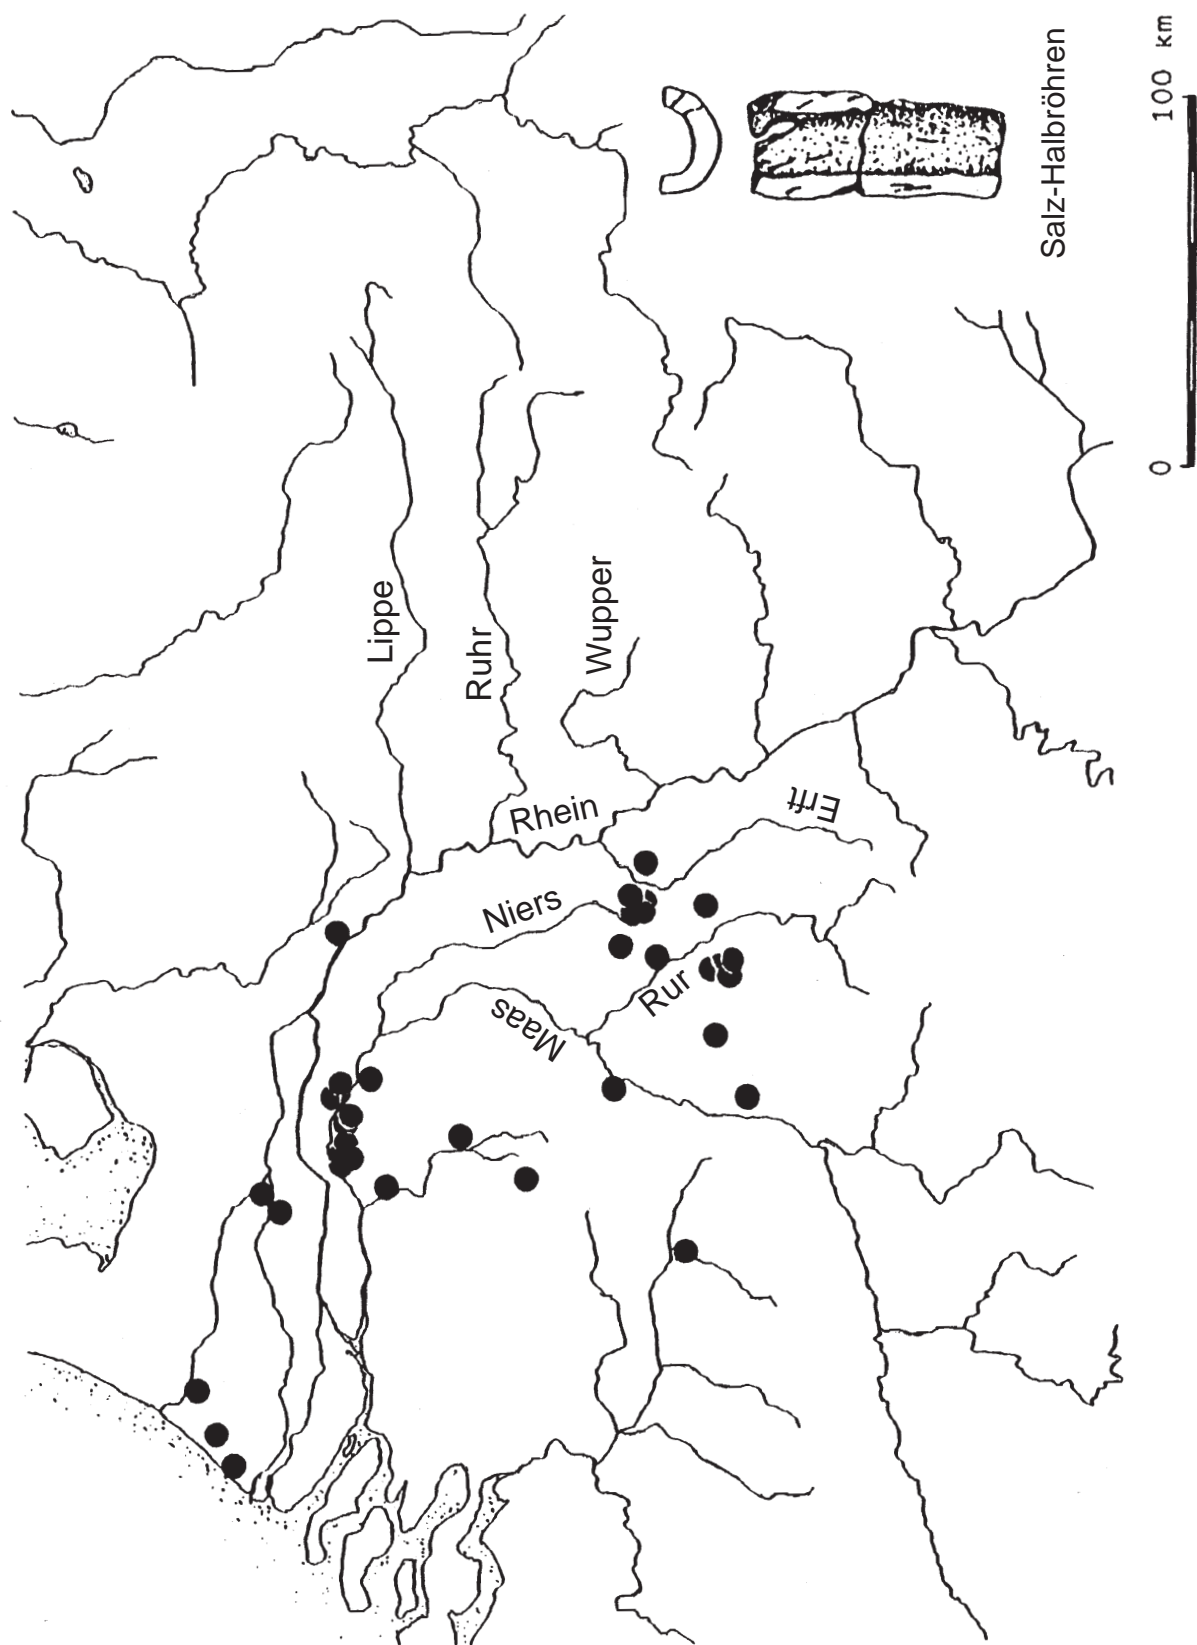 Lippe
Ruhr
Wupper
Rhein
Erft
Niers
Rur
Maas
Salz-Halbröhren
0
100 km